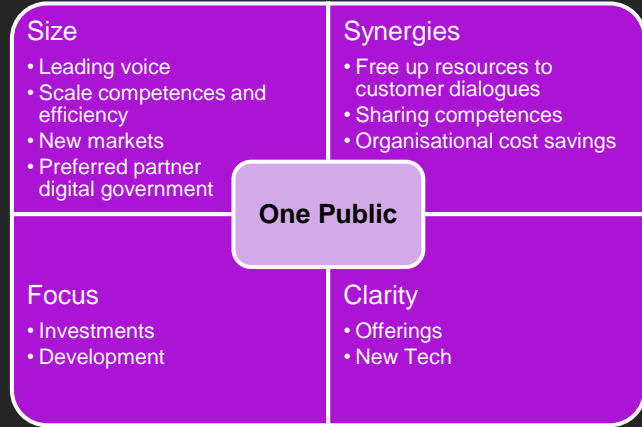 Size
• Leading voice
• Scale competences and
efficiency
• New markets
• Preferred partner
digital government
Synergies
• Free up resources to
customer dialogues
• Sharing competences
• Organisational cost savings
One Public
Focus
• Investments
• Development
Clarity
• Offerings
• New Tech